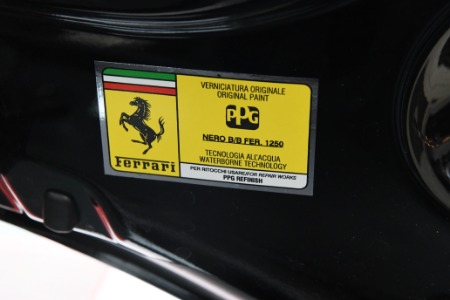 VERNICIATURA ORIGINALE
ORIGINAL PAINT
PPG
NERO B/B FER. 1250
TECNOLOGIA ALL'ACQUA
WATERBORNE TECHNOLOGY
Ferrari
PER RITOCCHI USARE/FOR REPAIR WORKS
PPG REFINISH